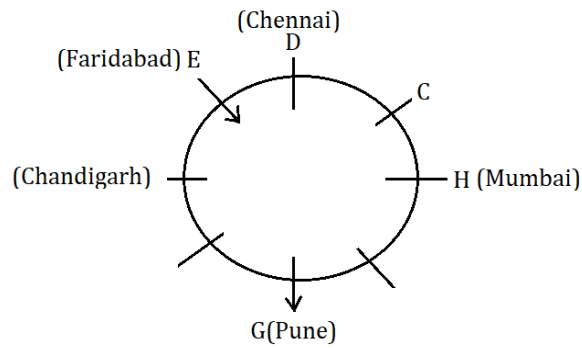 (Chennai)
D
(Faridabad) E
C
(Chandigarh)
H (Mumbai)
G(Pune)